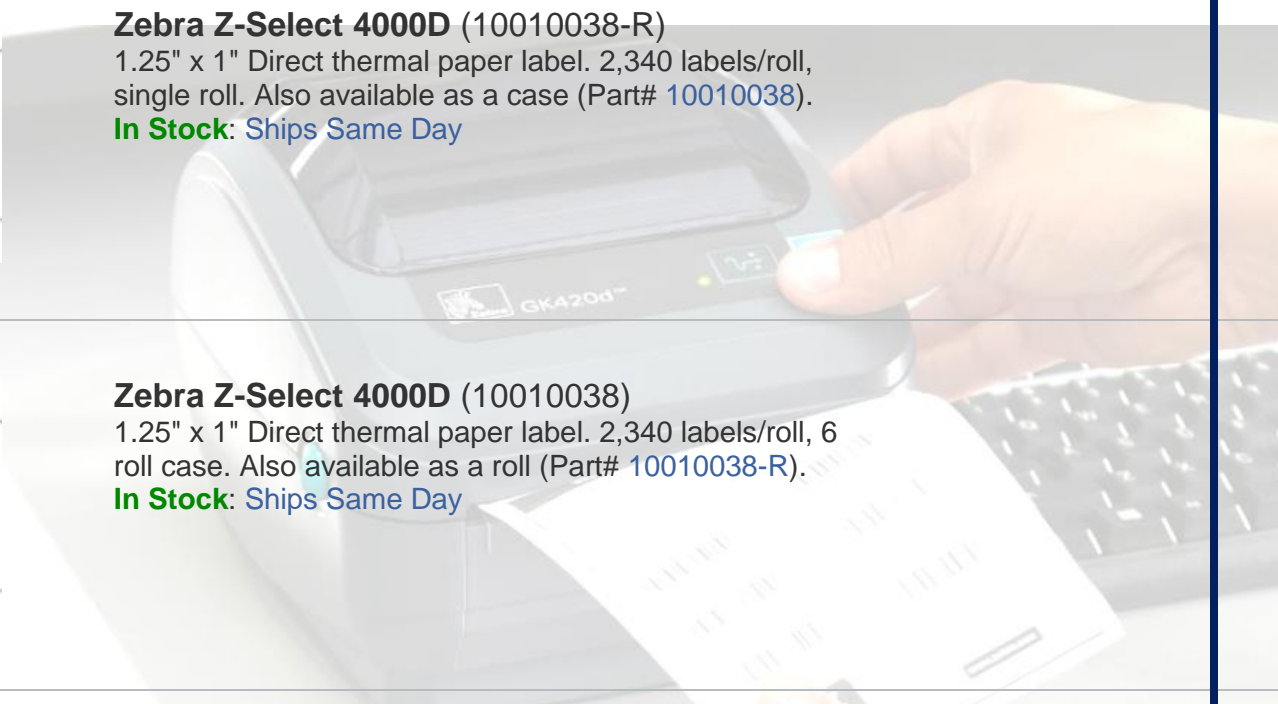 Zebra Z-Select 4000D (10010038-R)
1.25" x 1" Direct thermal paper label. 2,340 labels/roll,
single roll. Also available as a case (Part# 10010038).
In Stock: Ships Same Day
Zebra
GK420d™
Zebra Z-Select 4000D (10010038)
1.25" x 1" Direct thermal paper label. 2,340 labels/roll, 6
roll case. Also available as a roll (Part# 10010038-R).
In Stock: Ships Same Day